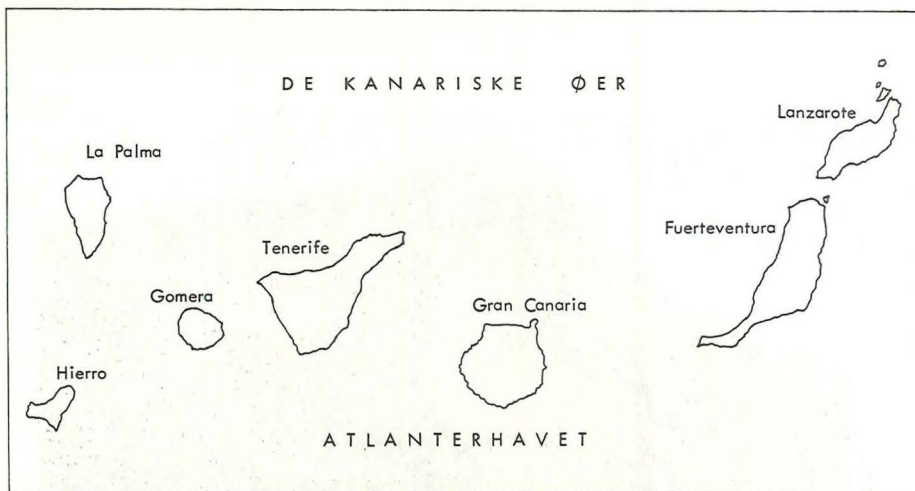 DE KANARISKE ØER
Lanzarote
La Palma
Fuerteventura
Tenerife
Gomera
Gran Canaria
Hierro
ATLANTERHAVET